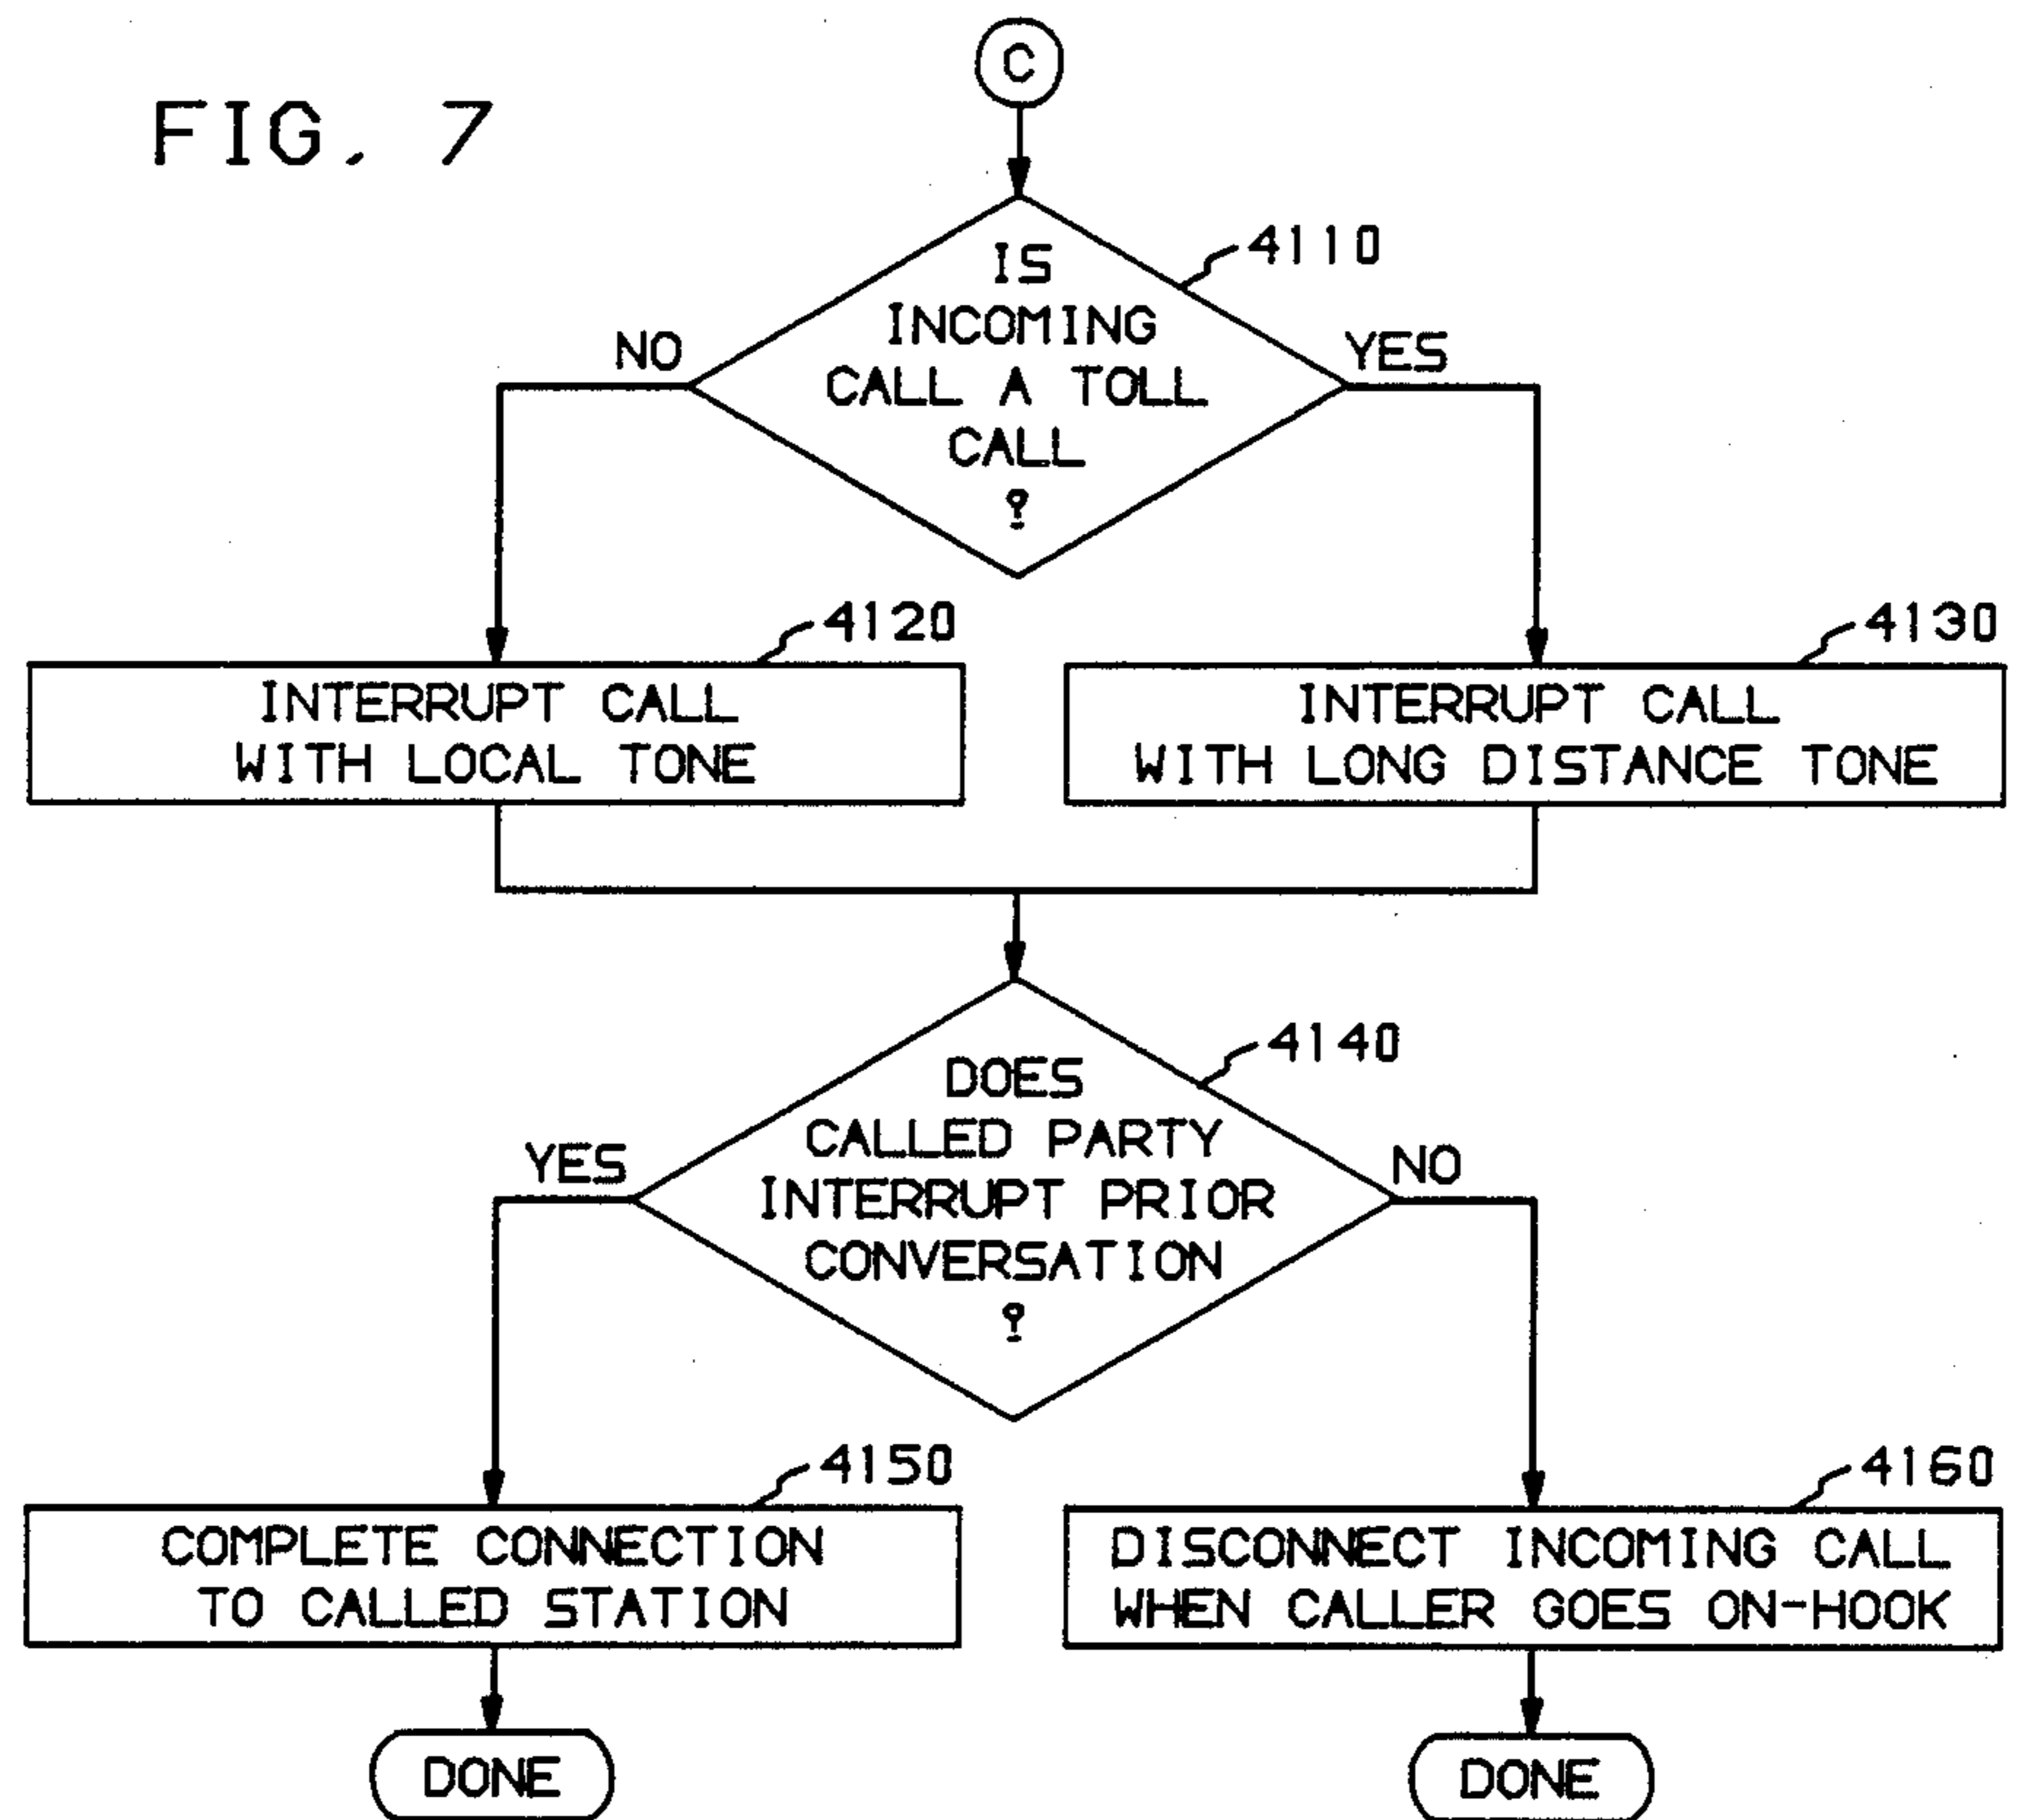 C
FIG. 7
4110
IS
INCOMING
CALL A TOLL
CALL
?
NO
YES
4120
4130
INTERRUPT CALL
WITH LOCAL TONE
INTERRUPT CALL
WITH LONG DISTANCE TONE
4140
DOES
CALLED PARTY
INTERRUPT PRIOR
CONVERSATION
?
YES
NO
4150
4160
COMPLETE CONNECTION
TO CALLED STATION
DISCONNECT INCOMING CALL
WHEN CALLER GOES ON-HOOK
DONE
DONE